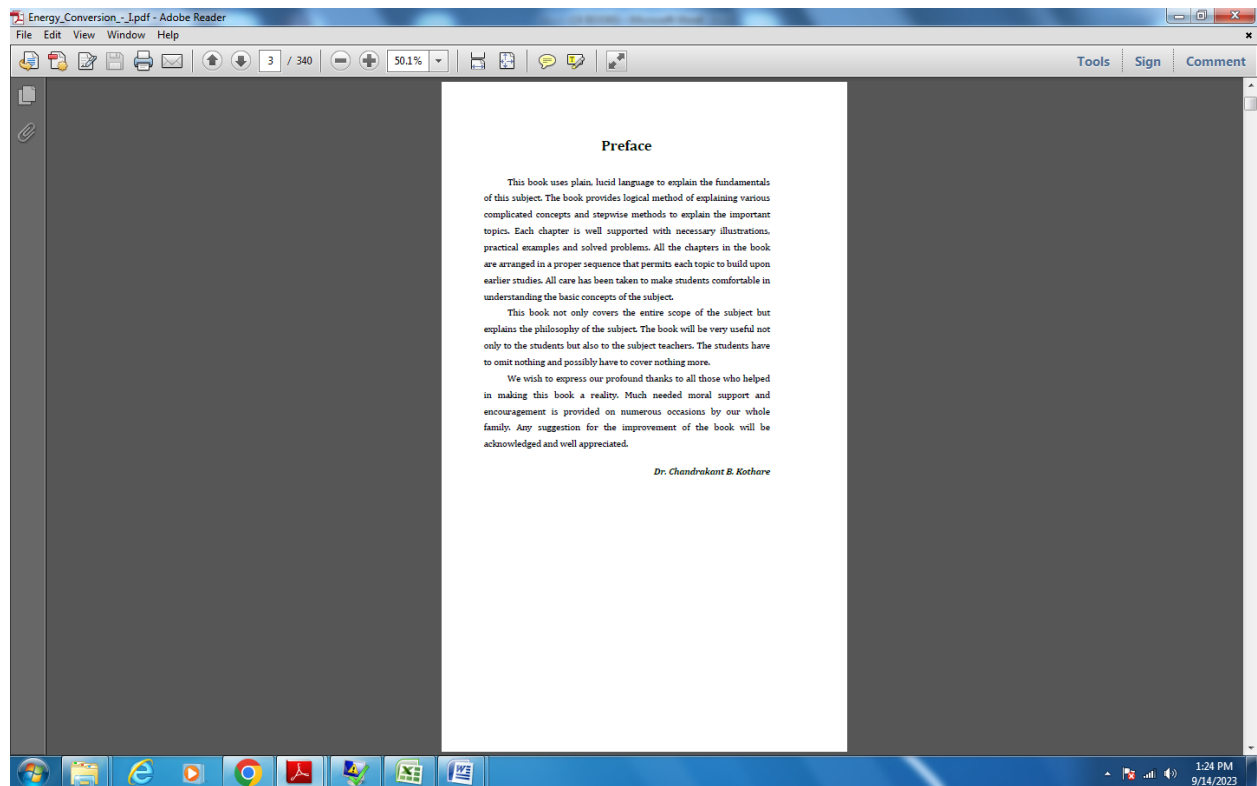 Energy_Conversion_-_I.pdf - Adobe Reader
File Edit View Window Help
3 / 340 50.1% Tools Sign Comment
Preface
This book uses plain, lucid language to explain the fundamentals
of this subject. The book provides logical method of explaining various
complicated concepts and stepwise methods to explain the important
topics. Each chapter is well supported with necessary illustrations,
practical examples and solved problems. All the chapters in the book
are arranged in a proper sequence that permits each topic to build upon
earlier studies. All care has been taken to make students comfortable in
understanding the basic concepts of the subject.
This book not only covers the entire scope of the subject but
explains the philosophy of the subject. The book will be very useful not
only to the students but also to the subject teachers. The students have
to omit nothing and possibly have to cover nothing more.
We wish to express our profound thanks to all those who helped
in making this book a reality. Much needed moral support and
encouragement is provided on numerous occasions by our whole
family. Any suggestion for the improvement of the book will be
acknowledged and well appreciated.
Dr. Chandrakant B. Kothare
1:24 PM
9/14/2023